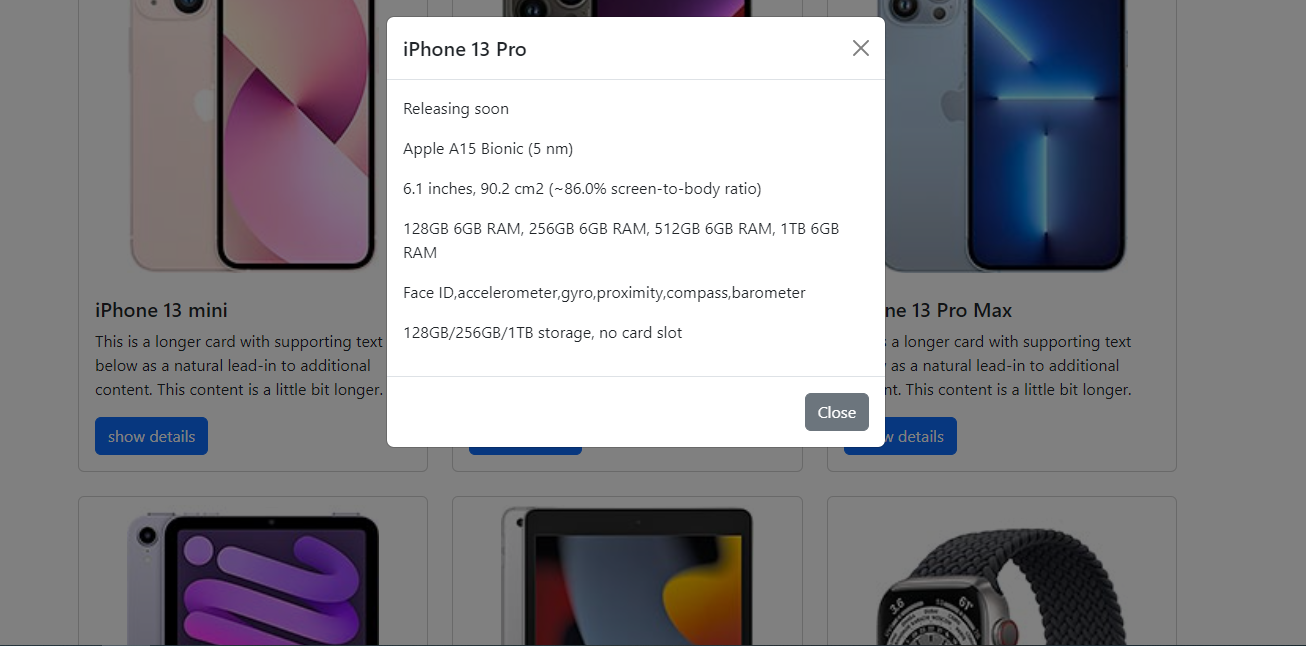 iPhone 13 Pro
Releasing soon
Apple A15 Bionic (5 nm)
6.1 inches, 90.2 cm2 (~86.0% screen-to-body ratio)
128GB 6GB RAM, 256GB 6GB RAM, 512GB 6GB RAM, 1TB 6GB
RAM
Face ID,accelerometer,gyro,proximity,compass,barometer
128GB/256GB/1TB storage, no card slot
Close
iPhone 13 mini
This is a longer card with supporting text
below as a natural lead-in to additional
content. This content is a little bit longer.
show details
ne 13 Pro Max
a longer card with supporting text
as a natural lead-in to additional
nt. This content is a little bit longer.
w details